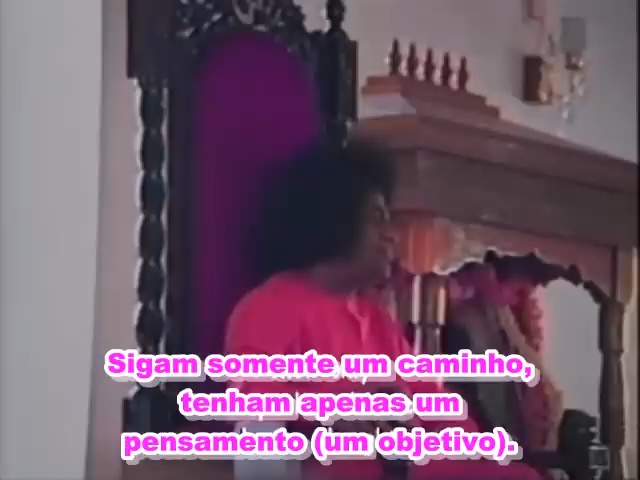 Sigam somente um caminho,
tenham apenas um
pensamento (um objetivo).